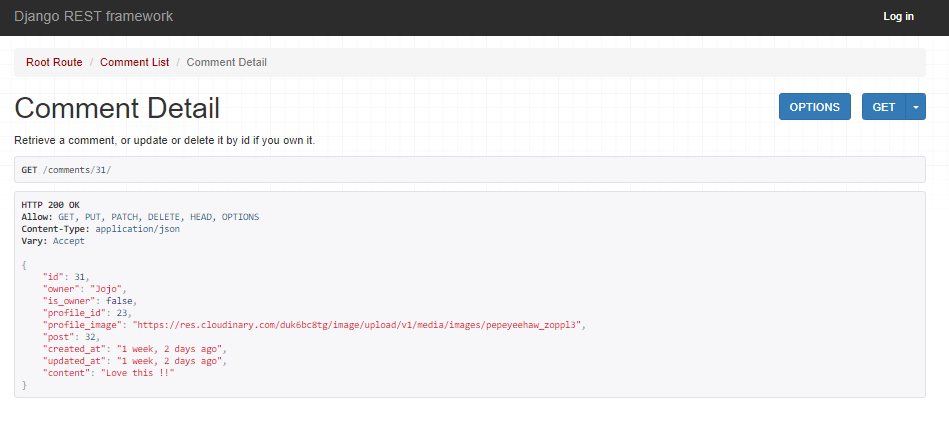 Django REST framework
Log in
Root Route / Comment List / Comment Detail
Comment Detail
OPTIONS
GET
Retrieve a comment, or update or delete it by id if you own it.
GET /comments/31/
HTTP 200 OK
Allow: GET, PUT, PATCH, DELETE, HEAD, OPTIONS
Content-Type: application/json
Vary: Accept
{
    "id": 31,
    "owner": "Jojo",
    "is_owner": false,
    "profile_id": 23,
    "profile_image": "https://res.cloudinary.com/duk6bc8tg/image/upload/v1/media/images/pepeyeehaw_zoppl3",
    "post": 32,
    "created_at": "1 week, 2 days ago",
    "updated_at": "1 week, 2 days ago",
    "content": "Love this !!"
}